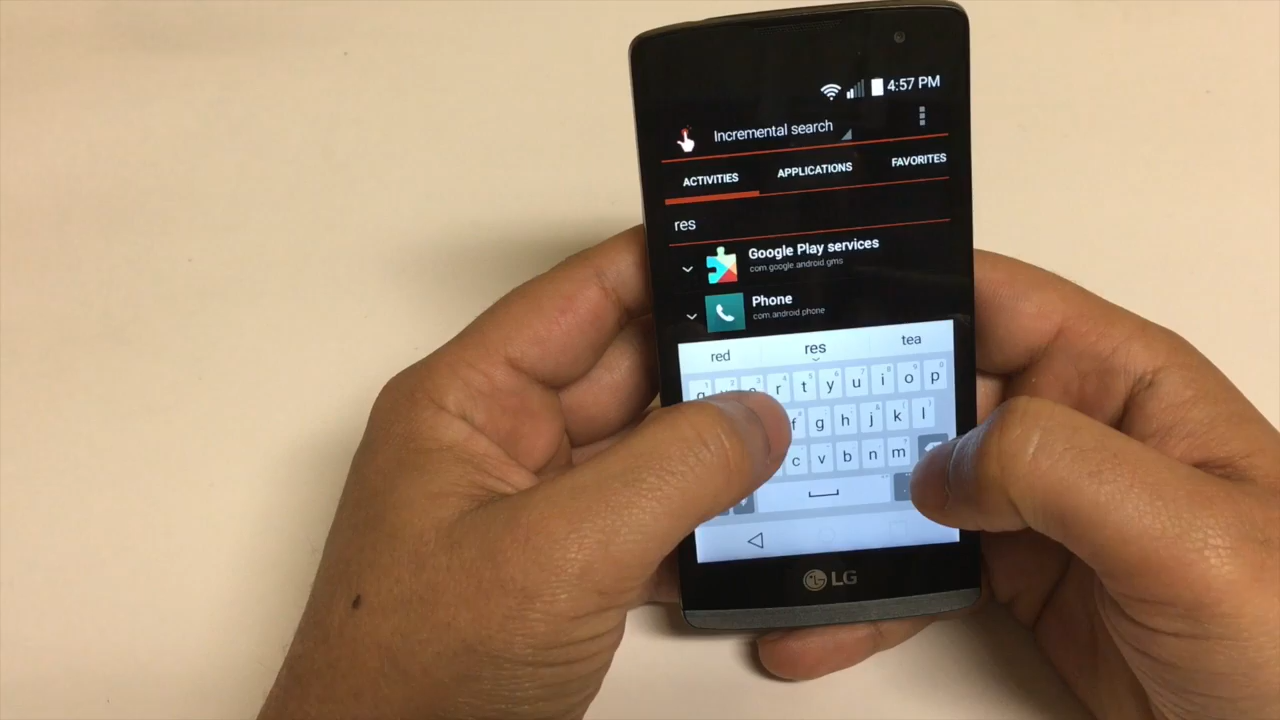 4:57 PM
Incremental search
ACTIVITIES APPLICATIONS FAVORITES
res
Google Play services
com.google.android.gms
Phone
com.android.phone
red res tea
r t y u i o p
f g h j k l
c v b n m
LG